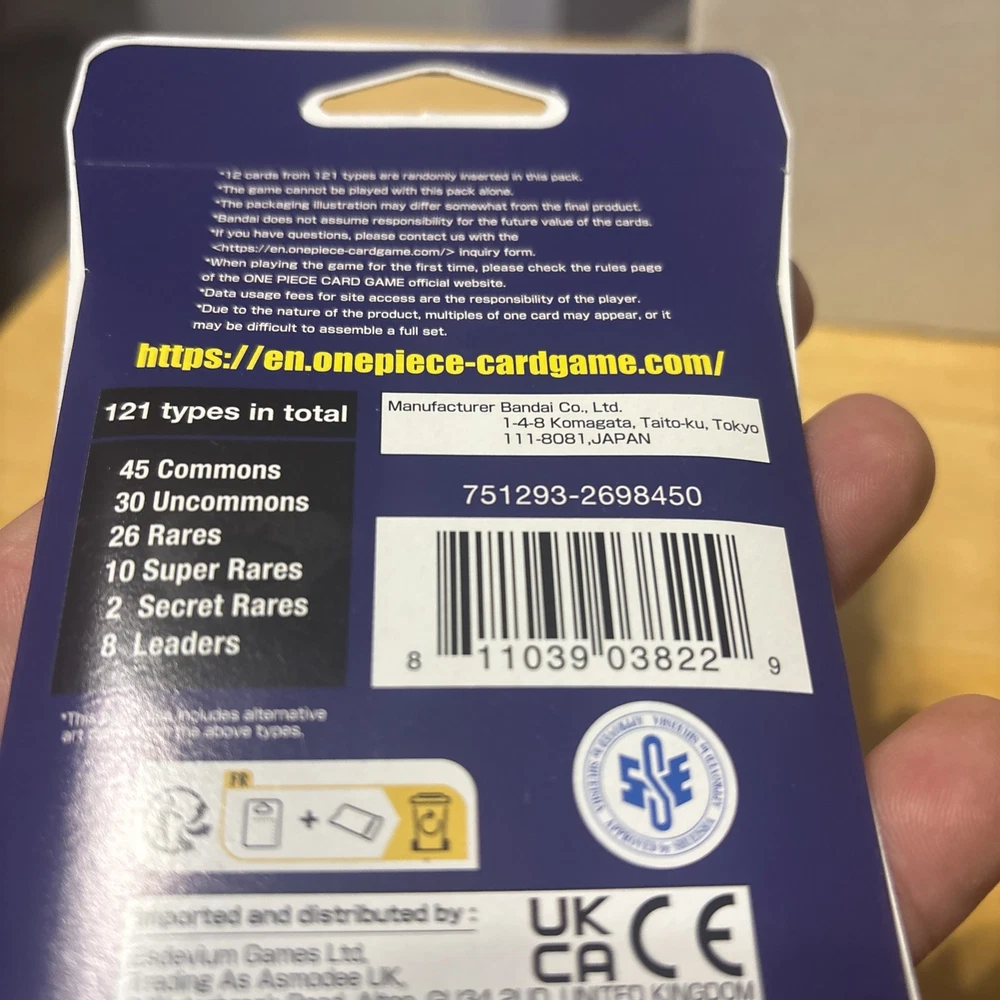 *12 cards from 121 types are randomly inserted in this pack.
*The game cannot be played with this pack alone.
*The packaging illustration may differ somewhat from the final product.
*Bandai does not assume responsibility for the future value of the cards.
*If you have questions, please contact us with the
<https://en.onepiece-cardgame.com/> inquiry form.
*When playing the game for the first time, please check the rules page
of the ONE PIECE CARD GAME official website.
*Data usage fees for site access are the responsibility of the player.
*Due to the nature of the product, multiples of one card may appear, or it
may be difficult to assemble a full set.
https://en.onepiece-cardgame.com/
121 types in total
45 Commons
30 Uncommons
26 Rares
10 Super Rares
2 Secret Rares
8 Leaders
Manufacturer Bandai Co., Ltd.
1-4-8 Komagata, Taito-ku, Tokyo
111-8081,JAPAN
751293-2698450
8 11039 03822 9
*This includes alternative
art the above types.
FR
+
SSE
Imported and distributed by :
Esdevium Games Ltd,
Trading As Asmodee UK,
Road, Alton, GU34 2UD, UNITED KINGDOM
UK
CA
CE